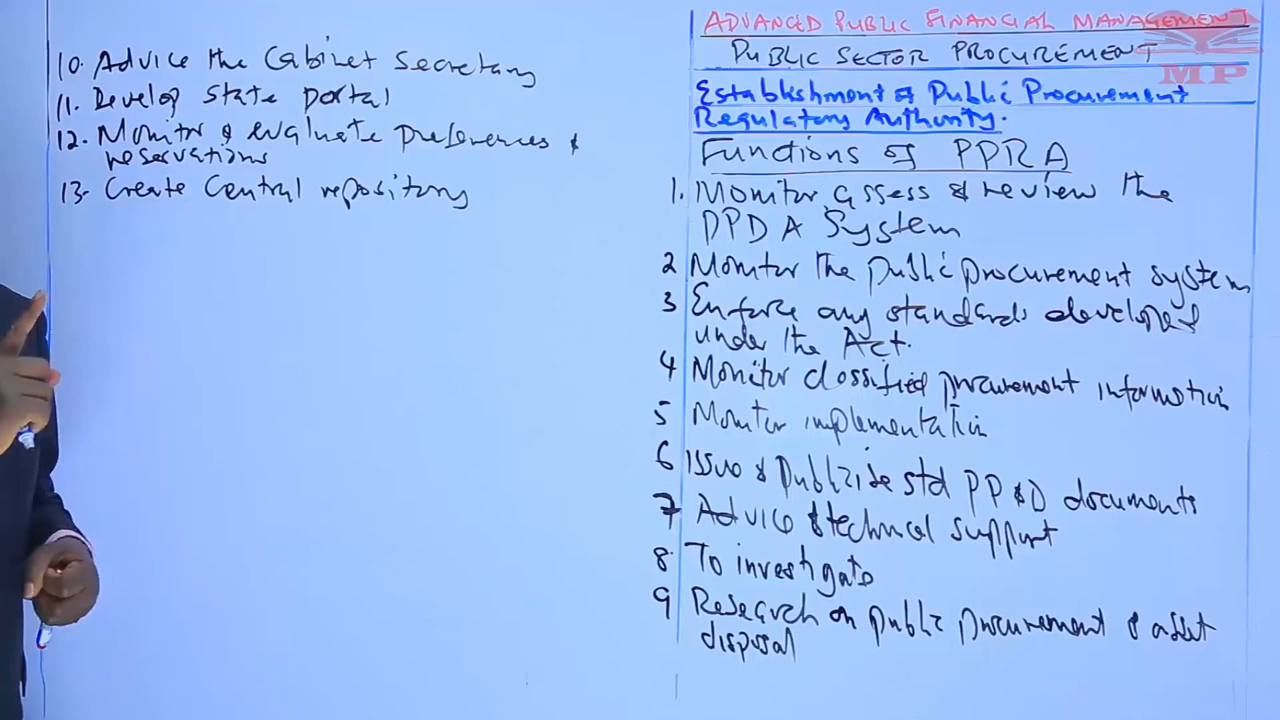 ADVANCED PUBLIC FINANCIAL MANAGEMENT
PUBLIC SECTOR PROCUREMENT
MP
Establishment of Public Procurement
Regulatory Authority.
Functions of PPRA
1. Monitor assess & review the
PPDA System
2 Monitor the public procurement system
3 Enforce any standards developed
under the Act.
4 Monitor classified procurement information
5 Monitor implementation
6 Issue & publicise std PP&D documents
7 Advice & technical support
8. To investigate
9 Research on public procurement & asset
disposal
10. Advice the Cabinet Secretary
11. Develop state portal
12. Monitor & evaluate preferences &
reservations
13. Create Central repository